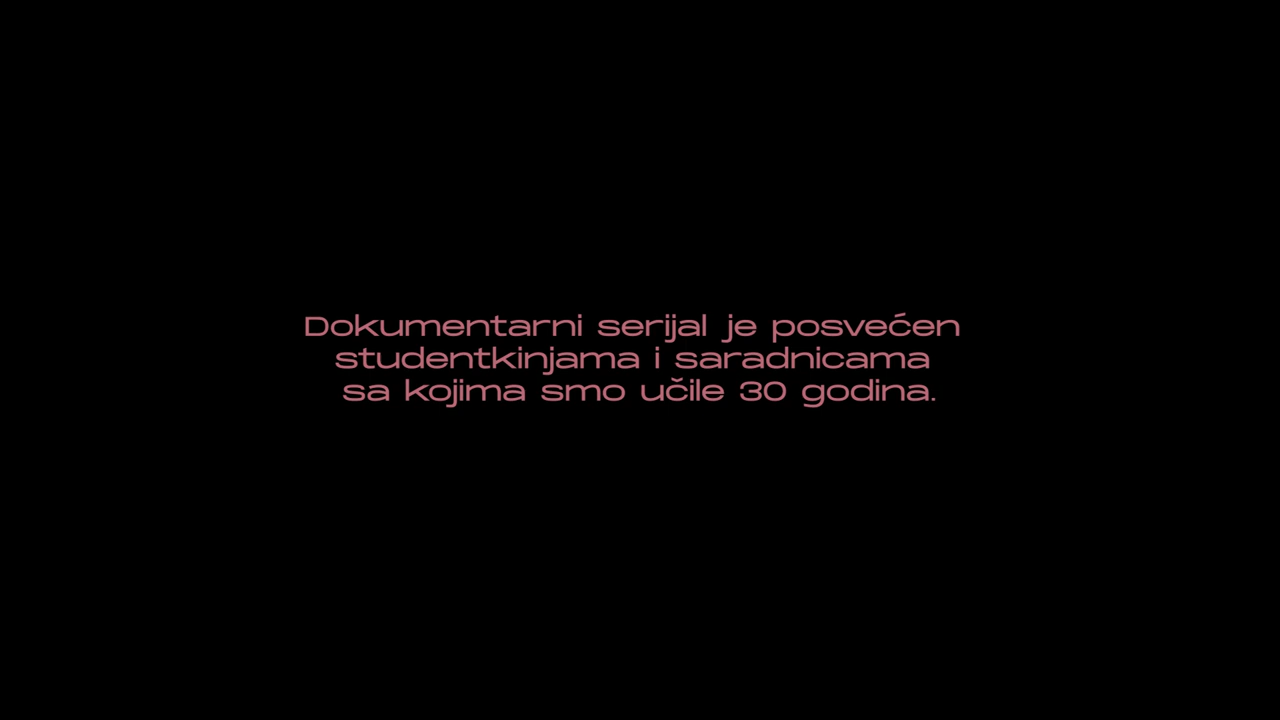 Dokumentarni serijal je posvećen
studentkinjama i saradnicama
sa kojima smo učile 30 godina.